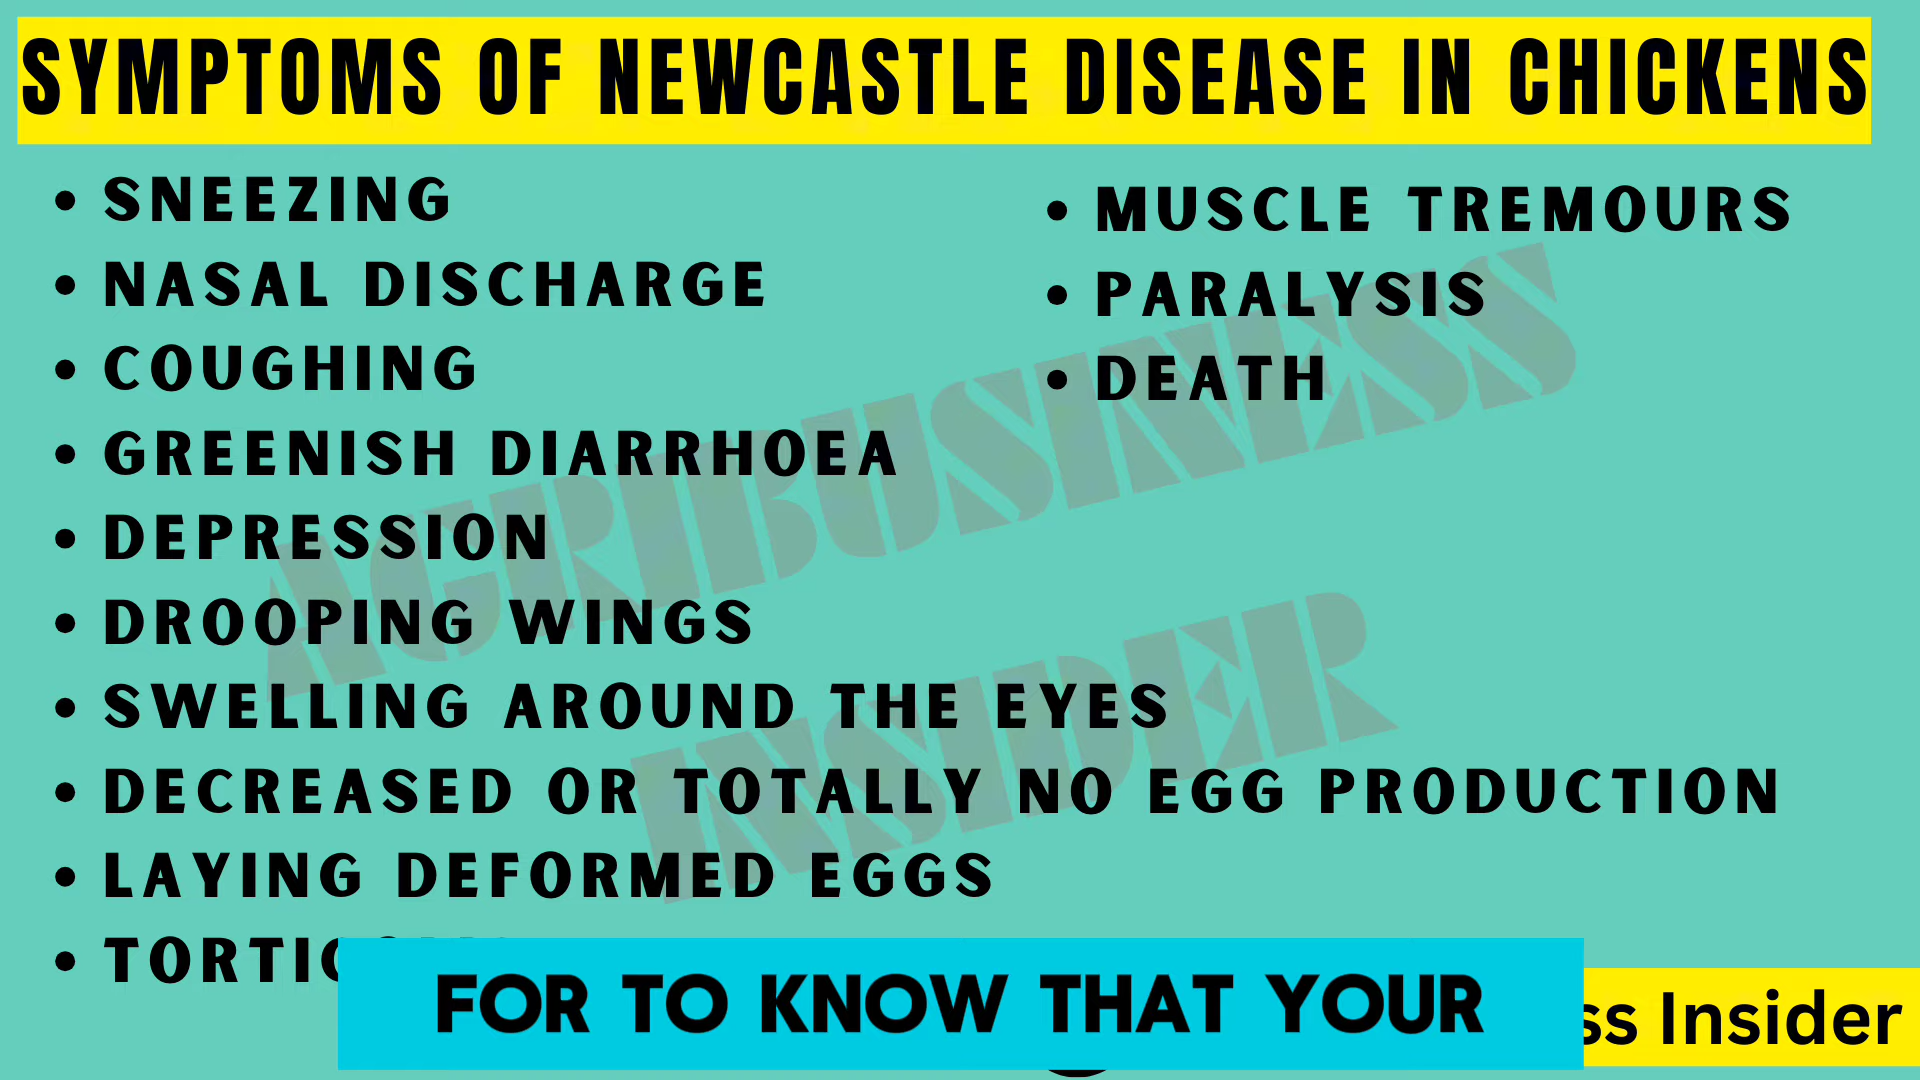 SYMPTOMS OF NEWCASTLE DISEASE IN CHICKENS
• SNEEZING
• NASAL DISCHARGE
• COUGHING
• GREENISH DIARRHOEA
• DEPRESSION
• DROOPING WINGS
• SWELLING AROUND THE EYES
• DECREASED OR TOTALLY NO EGG PRODUCTION
• LAYING DEFORMED EGGS
•
• MUSCLE TREMOURS
• PARALYSIS
• DEATH
AGRIBUSINESS
INSIDER
FOR TO KNOW THAT YOUR
Insider